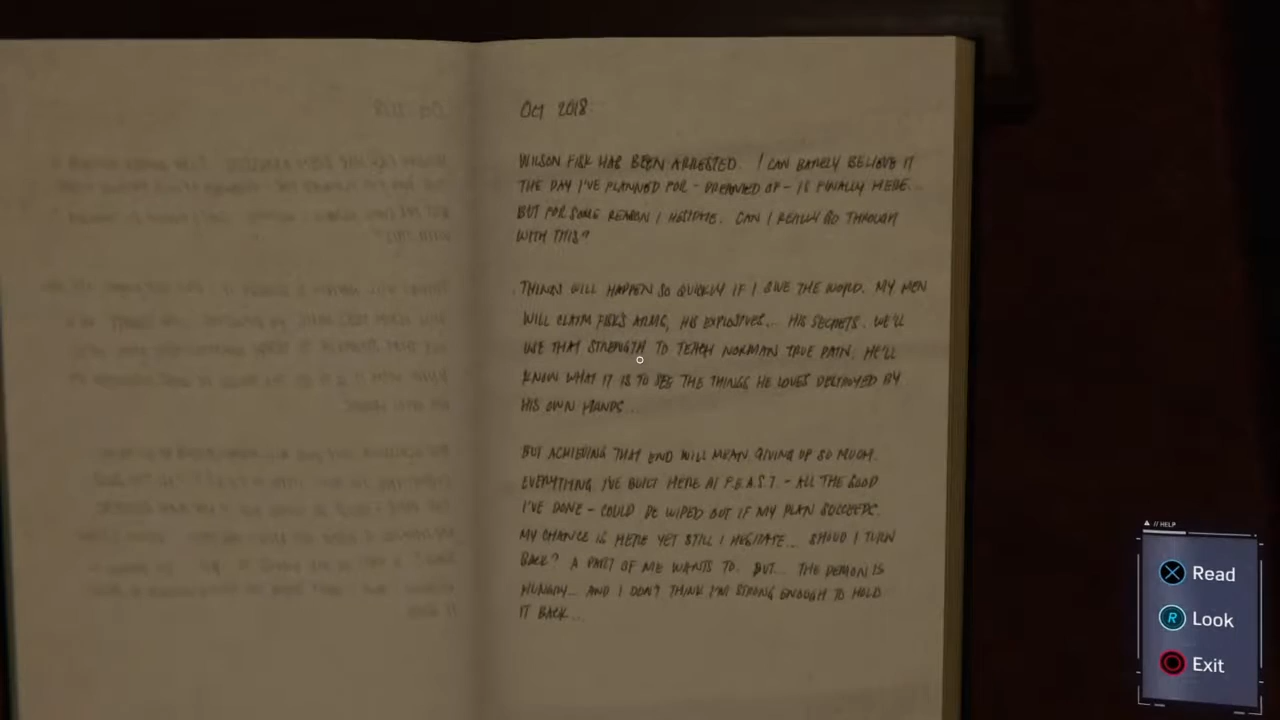 Oct 2018
WILSON FISK HAS BEEN ARRESTED. I CAN BARELY BELIEVE IT
THE DAY I'VE PLANNED FOR - DREAMED OF - IS FINALLY HERE...
BUT FOR SOME REASON I HESITATE. CAN I REALLY GO THROUGH
WITH THIS?
THINGS WILL HAPPEN SO QUICKLY IF I GIVE THE WORD. MY MEN
WILL CLAIM FISK'S ARMS, HIS EXPLOSIVES... HIS SECRETS. WE'LL
USE THAT STRENGTH TO TEACH NORMAN TRUE PAIN. HE'LL
KNOW WHAT IT IS TO SEE THE THINGS HE LOVES DESTROYED BY
HIS OWN HANDS...
BUT ACHIEVING THAT END WILL MEAN GIVING UP SO MUCH.
EVERYTHING I'VE BUILT HERE AT F.E.A.S.T. - ALL THE GOOD
I'VE DONE - COULD BE WIPED OUT IF MY PLAN SUCCEEDS.
MY CHANCE IS HERE YET STILL I HESITATE... SHOUD I TURN
BACK? A PART OF ME WANTS TO. BUT... THE DEMON IS
HUNGRY... AND I DON'T THINK I'M STRONG ENOUGH TO HOLD
IT BACK...
// HELP
Read
R Look
Exit